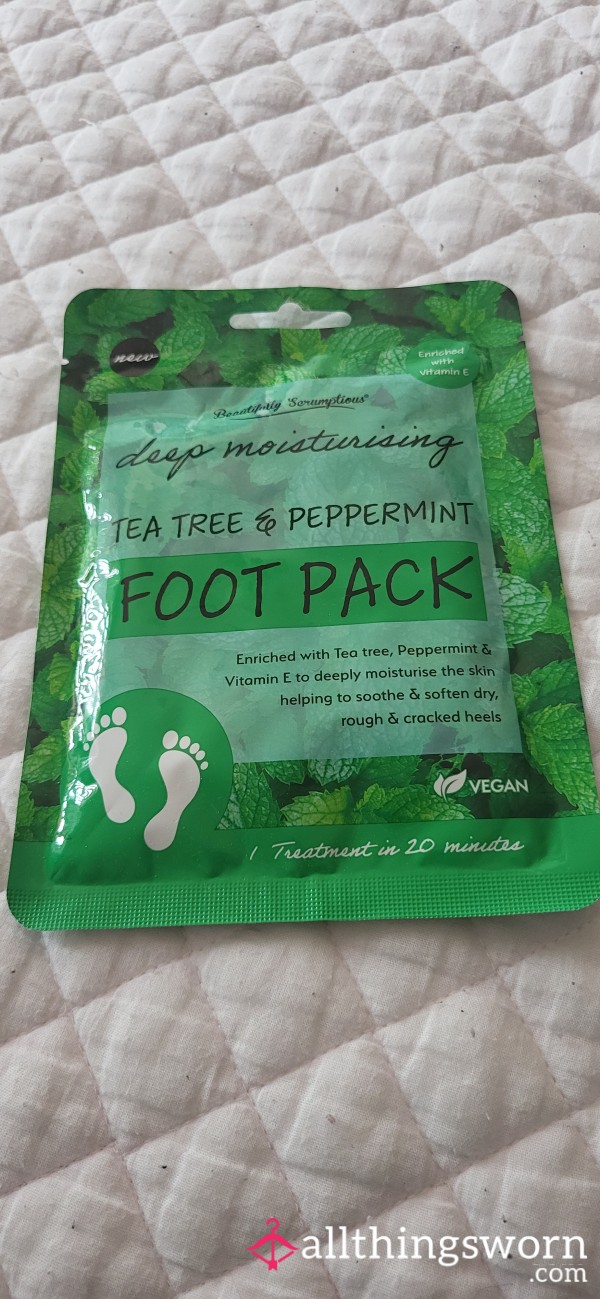 new
Enriched
with
Vitamin E
Beautifully Scrumptious®
deep moisturising
TEA TREE & PEPPERMINT
FOOT PACK
Enriched with Tea tree, Peppermint &
Vitamin E to deeply moisturise the skin
helping to soothe & soften dry,
rough & cracked heels
VEGAN
1 Treatment in 20 minutes
allthingsworn
.com